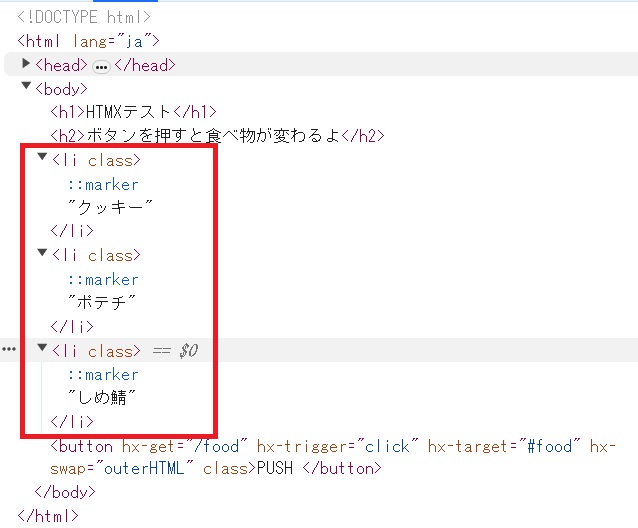 <!DOCTYPE html>
<html lang="ja">
<head> … </head>
<body>
<h1>HTMXテスト</h1>
<h2>ボタンを押すと食べ物が変わるよ</h2>
<li class>
::marker
"クッキー"
</li>
<li class>
::marker
"ポテチ"
</li>
… <li class> == $0
::marker
"しめ鯖"
</li>
<button hx-get="/food" hx-trigger="click" hx-target="#food" hx-
swap="outerHTML" class>PUSH </button>
</body>
</html>